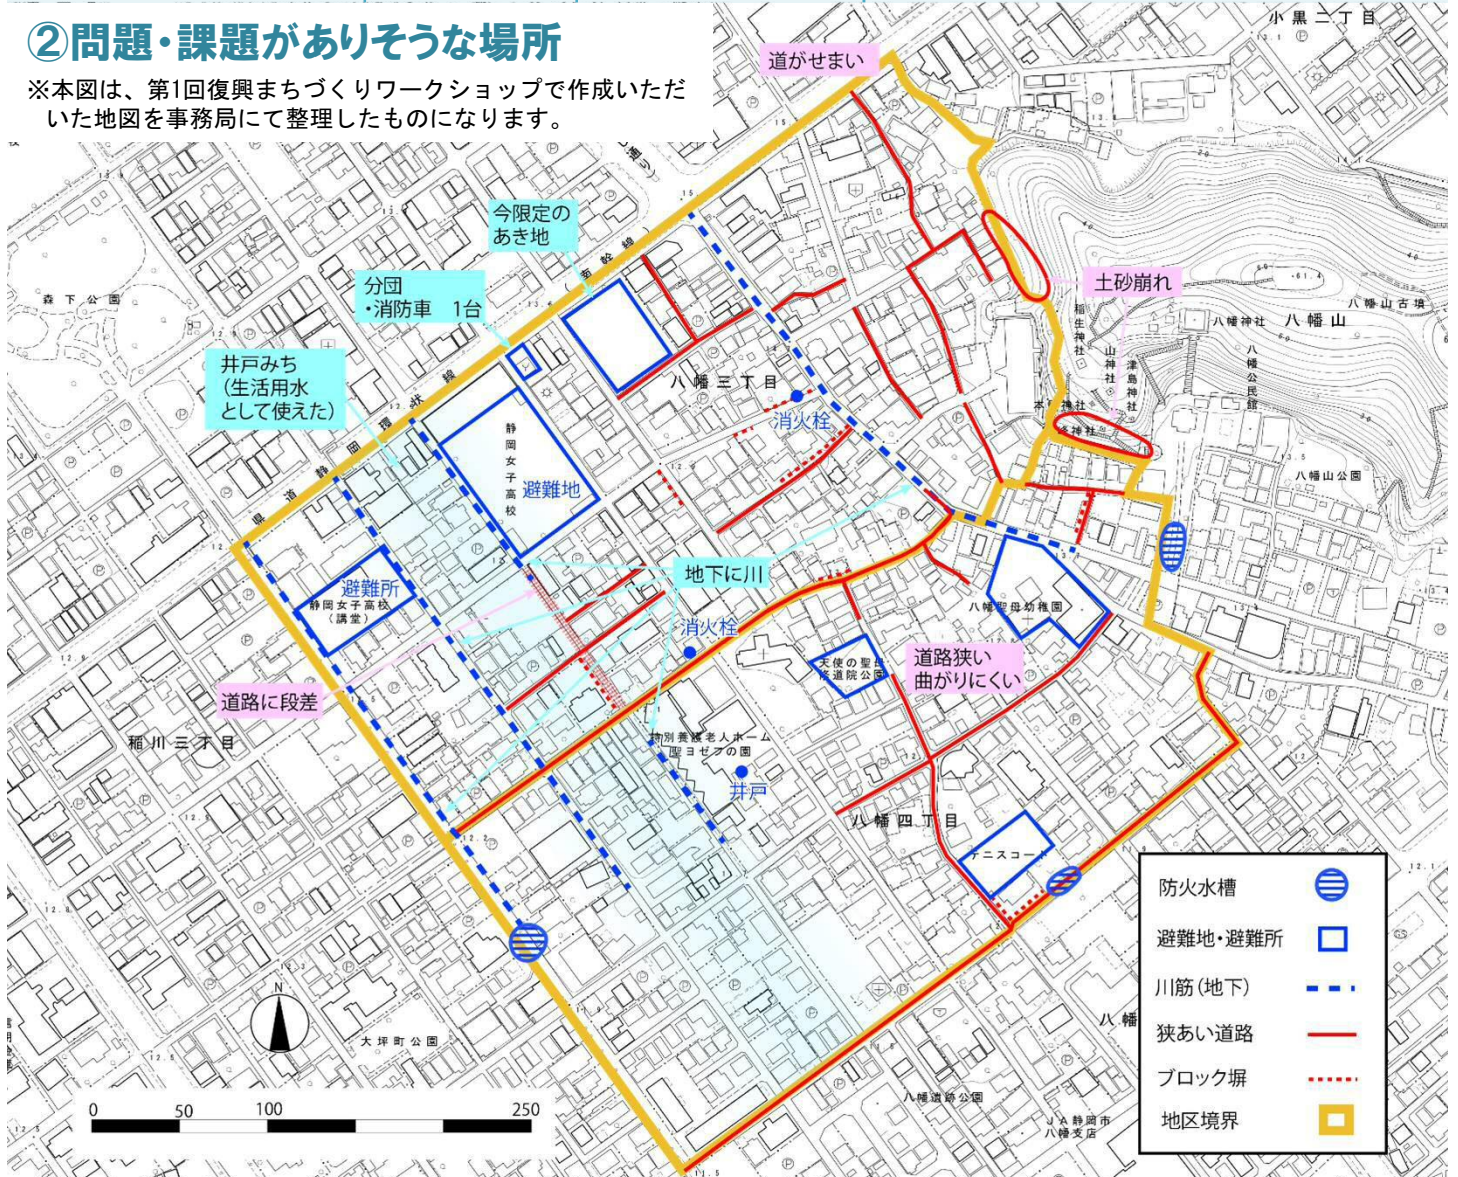 ②問題・課題がありそうな場所
※本図は、第1回復興まちづくりワークショップで作成いただ
いた地図を事務局にて整理したものになります。
小黒二丁目
道がせまい
今限定の
あき地
分団
・消防車 1台
井戸みち
(生活用水
として使えた)
森下公園
土砂崩れ
稲生神社
山神社
津島神社
八幡神社
八幡山
八幡山古墳
八幡公民館
八幡山公園
八幡三丁目
消火栓
静岡女子高校
避難地
県道静岡環状線
避難所
静岡女子高校
(講堂)
地下に川
消火栓
八幡聖母幼稚園
天使の聖母
修道院公園
道路狭い
曲がりにくい
道路に段差
稲川三丁目
特別養護老人ホーム
聖ヨゼフの園
井戸
八幡四丁目
テニスコート
大坪町公園
八幡遺跡公園
JA静岡市
八幡支店
八幡
N
0 50 100 250
防火水槽
避難地・避難所
川筋(地下)
狭あい道路
ブロック塀
地区境界